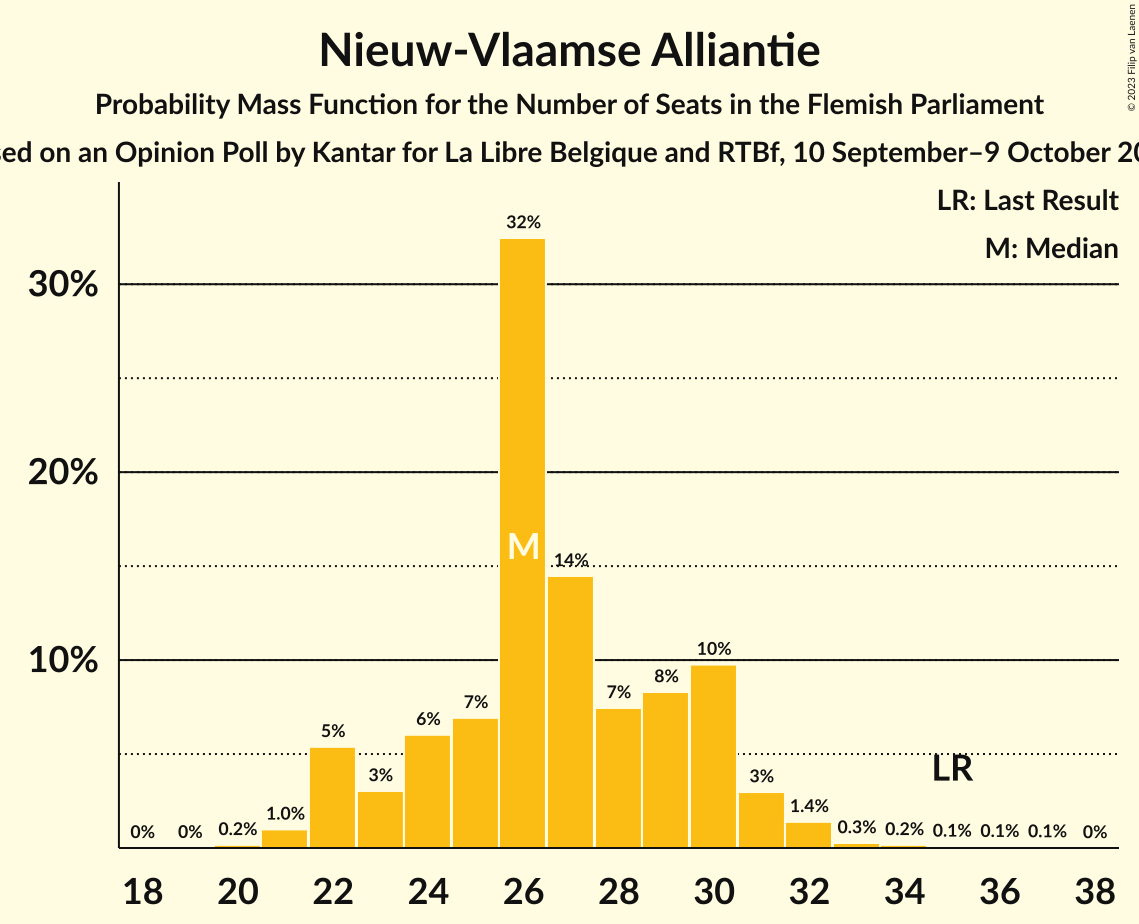 Nieuw-Vlaamse Alliantie
Probability Mass Function for the Number of Seats in the Flemish Parliament
on an Opinion Poll by Kantar for La Libre Belgique and RTBf, 10 September–9 October
© 2023 Filip van Laenen
LR: Last Result
M: Median
30%
20%
10%
0%
0%
0.2%
1.0%
5%
3%
6%
7%
32%
M
14%
7%
8%
10%
3%
1.4%
0.3%
0.2%
0.1%
LR
0.1%
0.1%
0%
18 20 22 24 26 28 30 32 34 36 38